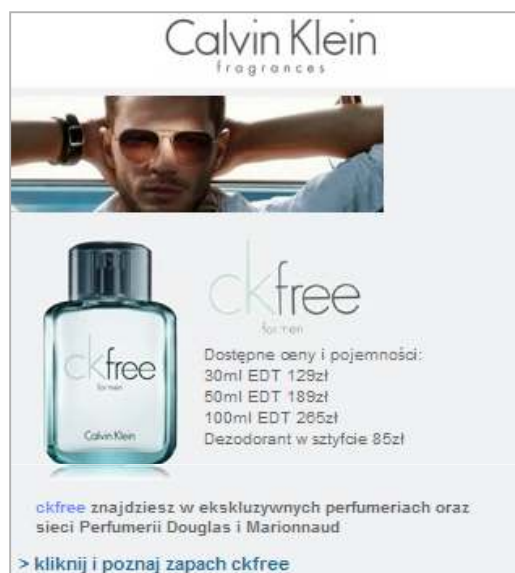 Calvin Klein
fragrances
ckfree
for men
Calvin Klein
ckfree
for men
Dostępne ceny i pojemności:
30ml EDT 129zł
50ml EDT 189zł
100ml EDT 265zł
Dezodorant w sztyfcie 85zł
ckfree znajdziesz w ekskluzywnych perfumeriach oraz
sieci Perfumerii Douglas i Marionnaud
> kliknij i poznaj zapach ckfree